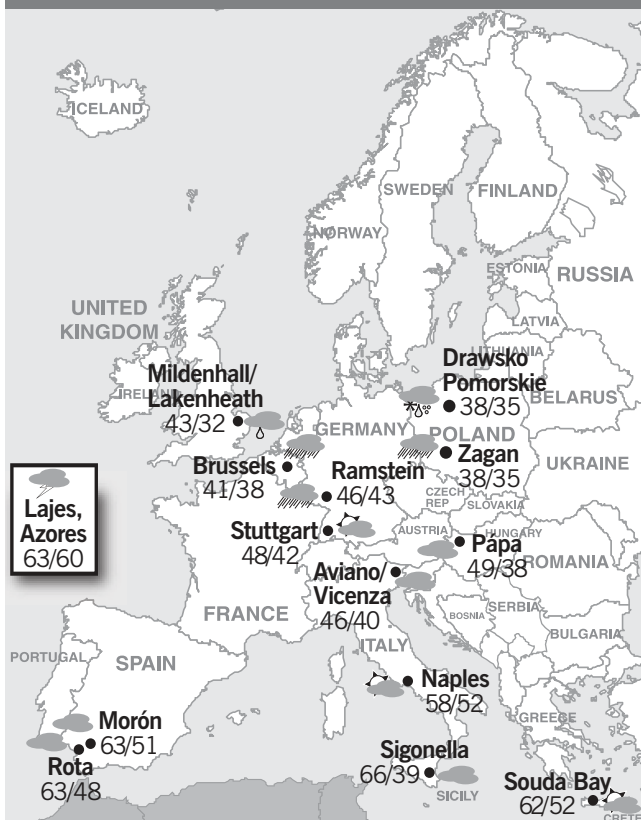 ICELAND
SWEDEN
FINLAND
NORWAY
ESTONIA
RUSSIA
LATVIA
LITHUANIA
UNITED
KINGDOM
IRELAND
Mildenhall/
Lakenheath
43/32
Drawsko
Pomorskie
38/35
BELARUS
GERMANY
POLAND
Zagan
38/35
Brussels
41/38
Ramstein
46/43
UKRAINE
Lajes,
Azores
63/60
CZECH
REP
SLOVAKIA
Stuttgart
48/42
AUSTRIA
HUNGARY
Pápa
49/38
ROMANIA
Aviano/
Vicenza
46/40
FRANCE
ITALY
BOSNIA
SERBIA
BULGARIA
PORTUGAL
SPAIN
Naples
58/52
GREECE
Morón
63/51
Rota
63/48
Sigonella
66/39
SICILY
Souda Bay
62/52
CRETE